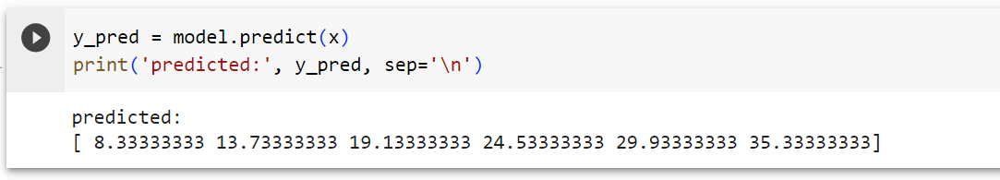 y_pred = model.predict(x)
print('predicted:', y_pred, sep='\n')
predicted:
[ 8.33333333 13.73333333 19.13333333 24.53333333 29.93333333 35.33333333]